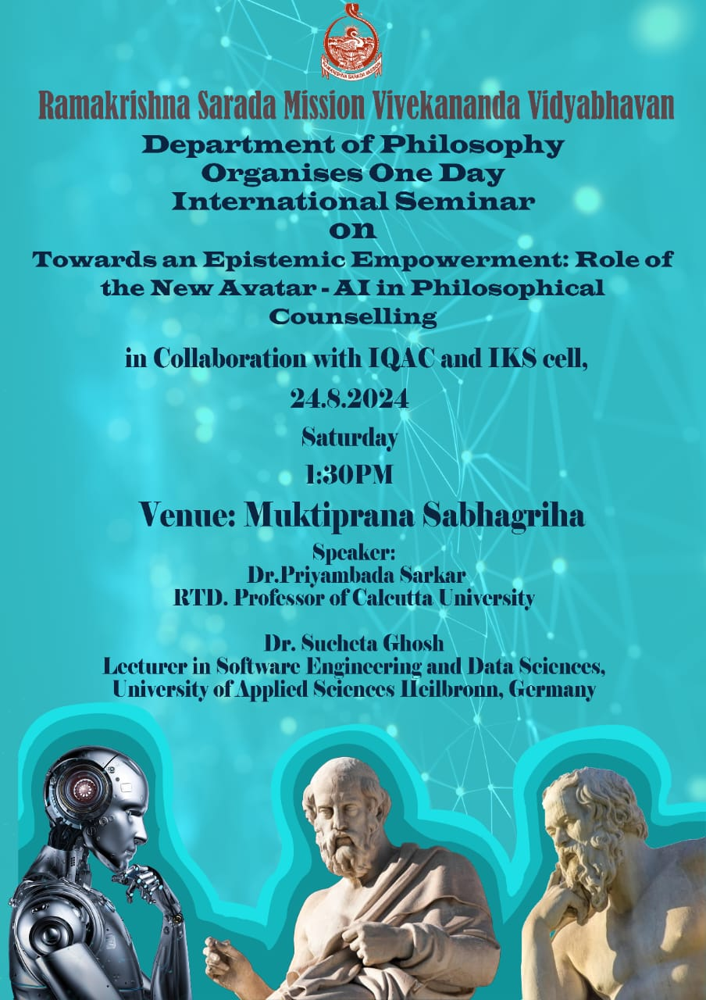 RAMAKRISHNA SARADA MISSION
Ramakrishna Sarada Mission Vivekananda Vidyabhavan
Department of Philosophy
Organises One Day
International Seminar
on
Towards an Epistemic Empowerment: Role of
the New Avatar - AI in Philosophical
Counselling
in Collaboration with IQAC and IKS cell,
24.8.2024
Saturday
1:30PM
Venue: Muktiprana Sabhagriha
Speaker:
Dr.Priyambada Sarkar
RTD. Professor of Calcutta University
Dr. Sucheta Ghosh
Lecturer in Software Engineering and Data Sciences,
University of Applied Sciences Heilbronn, Germany